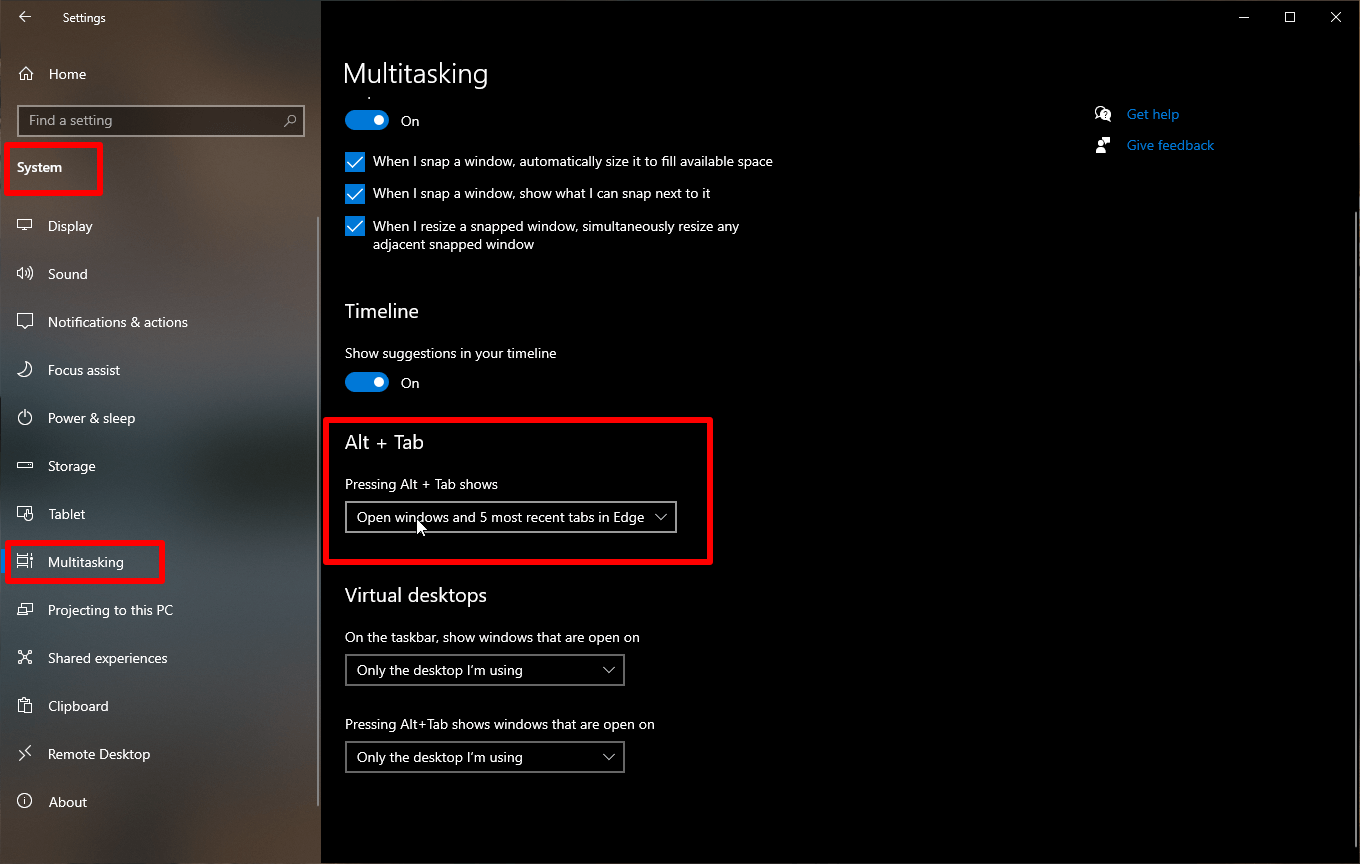 Settings
Home
Find a setting
System
Display
Sound
Notifications & actions
Focus assist
Power & sleep
Storage
Tablet
Multitasking
Projecting to this PC
Shared experiences
Clipboard
Remote Desktop
About
Multitasking
On
When I snap a window, automatically size it to fill available space
When I snap a window, show what I can snap next to it
When I resize a snapped window, simultaneously resize any
adjacent snapped window
Timeline
Show suggestions in your timeline
On
Alt + Tab
Pressing Alt + Tab shows
Open windows and 5 most recent tabs in Edge
Virtual desktops
On the taskbar, show windows that are open on
Only the desktop I'm using
Pressing Alt+Tab shows windows that are open on
Only the desktop I'm using
Get help
Give feedback